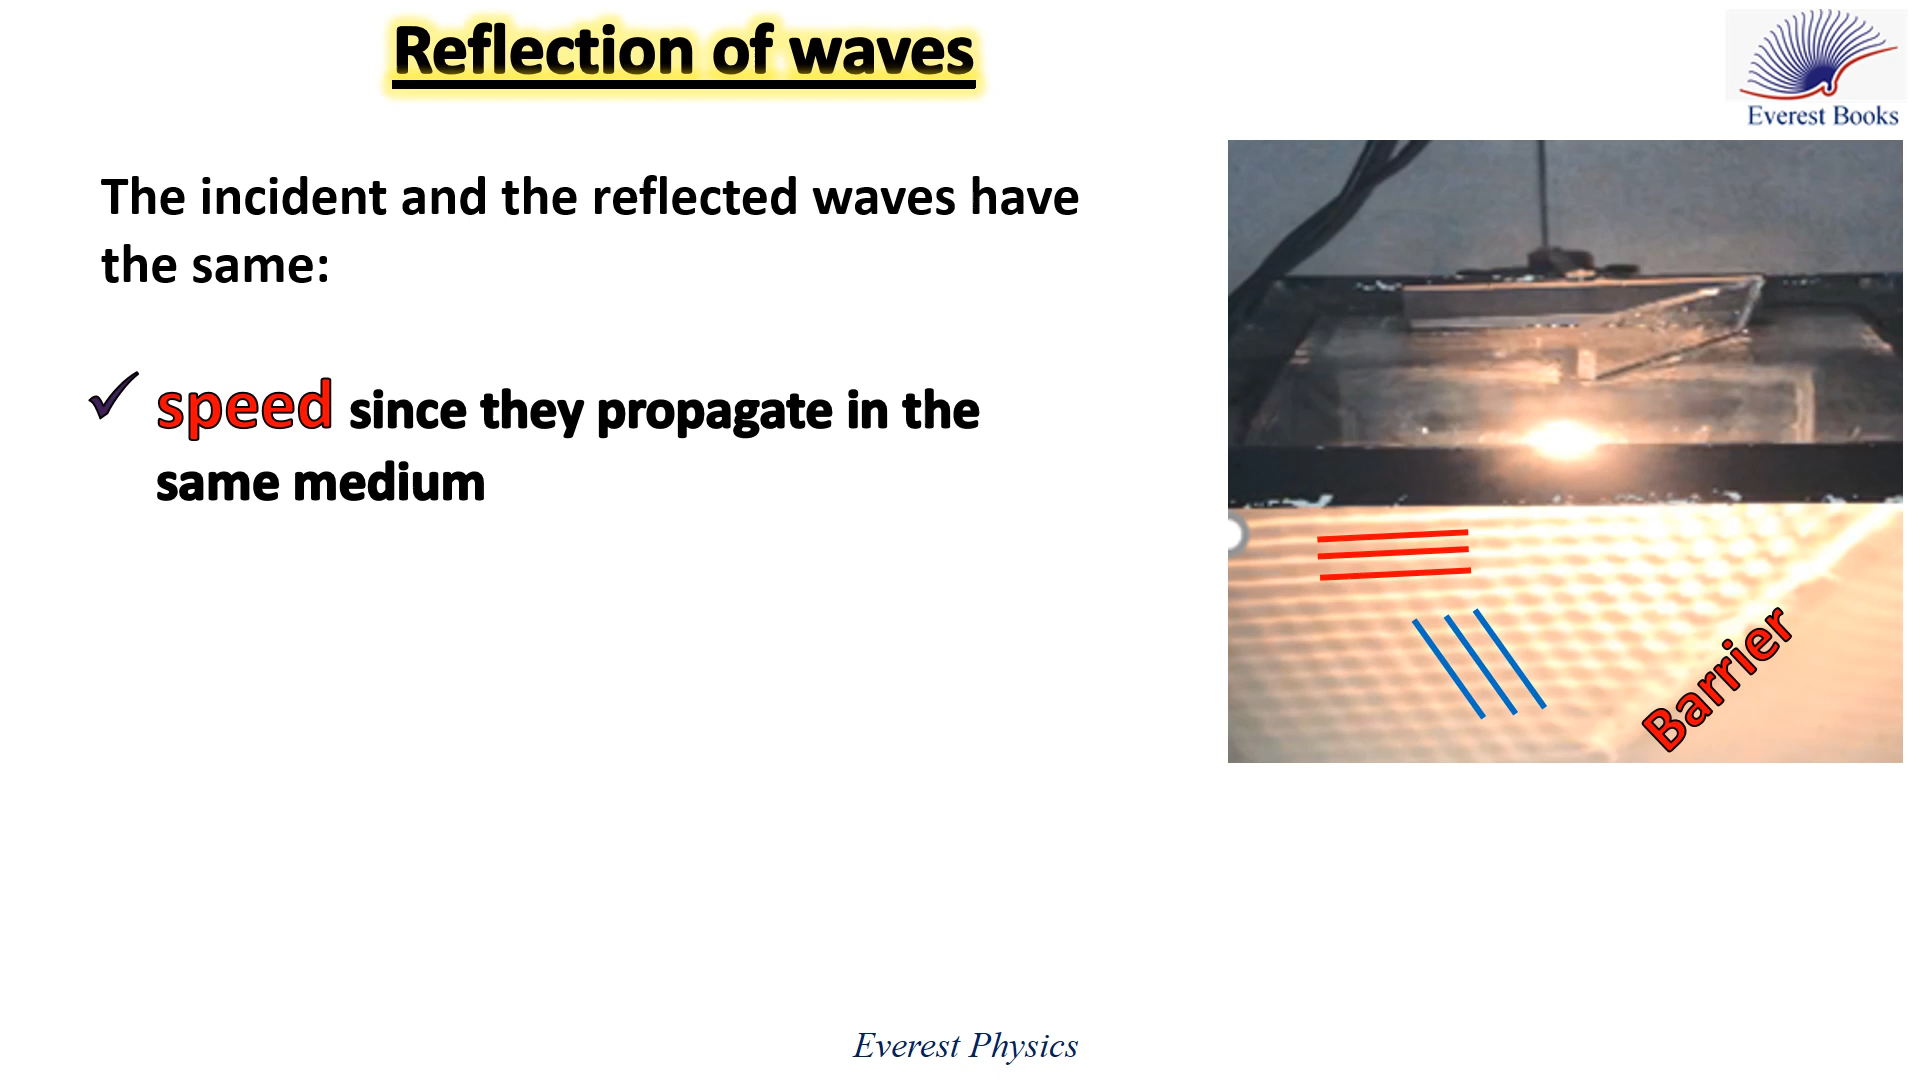 Reflection of waves
Everest Books
The incident and the reflected waves have
the same:
✓ speed since they propagate in the
same medium
Barrier
Everest Physics